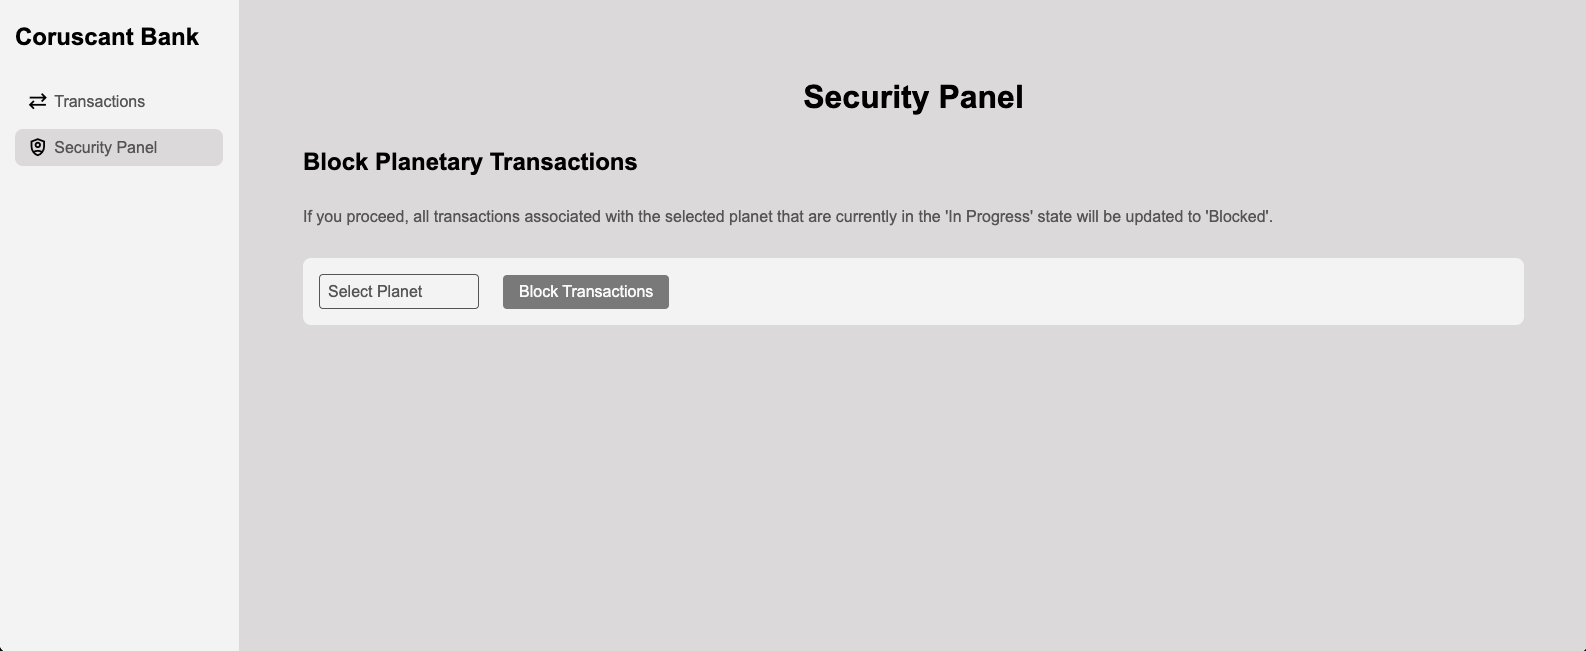 Coruscant Bank
Transactions
Security Panel
Security Panel
Block Planetary Transactions
If you proceed, all transactions associated with the selected planet that are currently in the 'In Progress' state will be updated to 'Blocked'.
Select Planet
Block Transactions